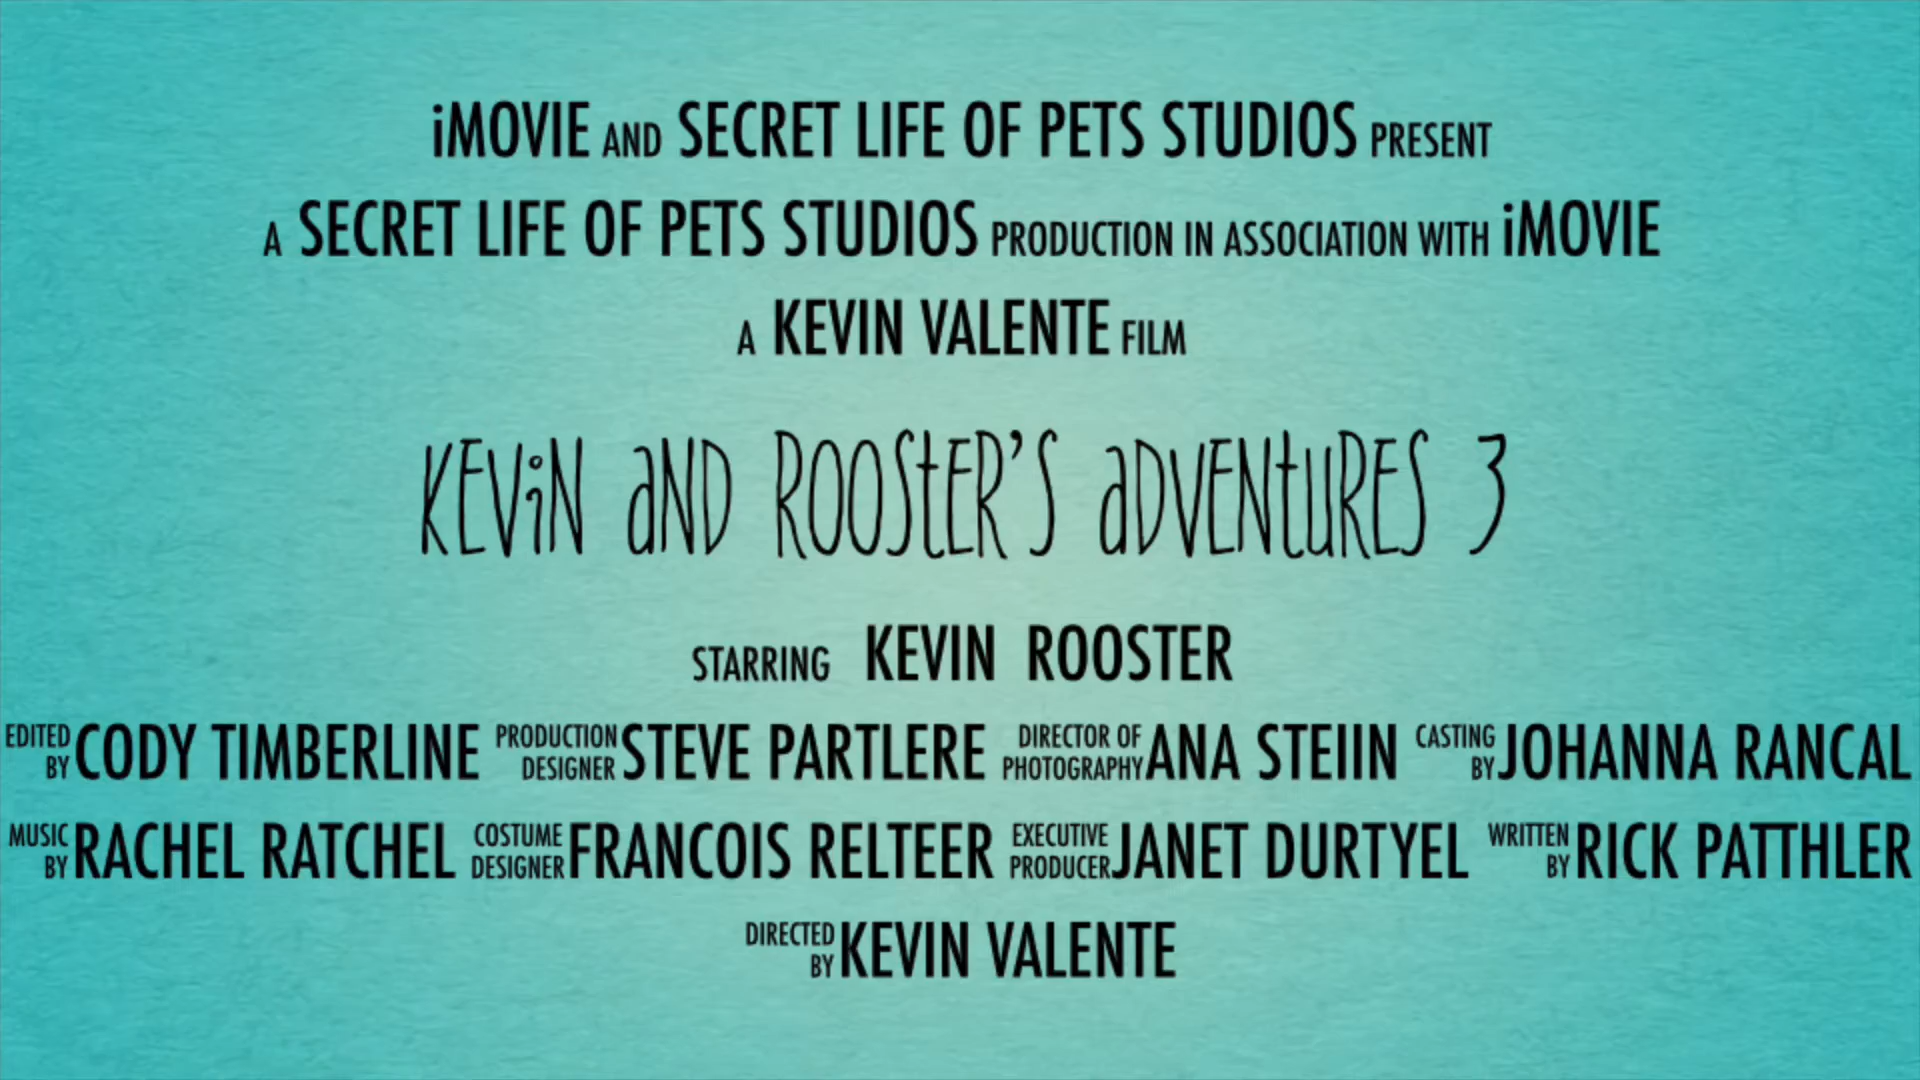 iMOVIE AND SECRET LIFE OF PETS STUDIOS PRESENT
A SECRET LIFE OF PETS STUDIOS PRODUCTION IN ASSOCIATION WITH iMOVIE
A KEVIN VALENTE FILM
KEViN aND ROOStER'S aDVENtuRES 3
STARRING KEVIN ROOSTER
EDITED BY CODY TIMBERLINE PRODUCTION DESIGNER STEVE PARTLERE DIRECTOR OF PHOTOGRAPHY ANA STEIIN CASTING BY JOHANNA RANCAL
MUSIC BY RACHEL RATCHEL COSTUME DESIGNER FRANCOIS RELTEER EXECUTIVE PRODUCER JANET DURTYEL WRITTEN BY RICK PATTHLER
DIRECTED BY KEVIN VALENTE